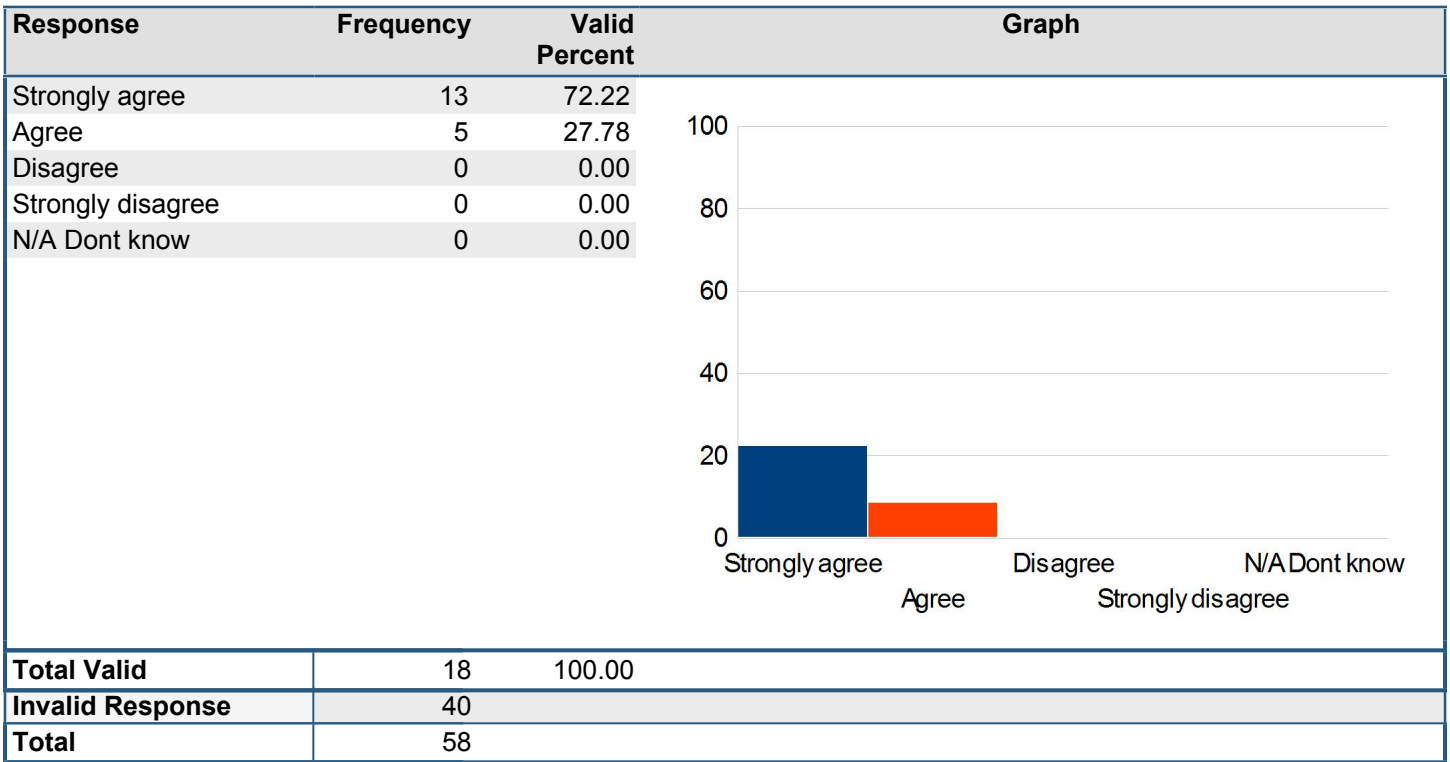 Response Frequency Valid Percent Graph
Strongly agree 13 72.22
Agree 5 27.78
Disagree 0 0.00
Strongly disagree 0 0.00
N/A Dont know 0 0.00
100
80
60
40
20
0
Strongly agree Disagree N/A Dont know
Agree Strongly disagree
Total Valid 18 100.00
Invalid Response 40
Total 58